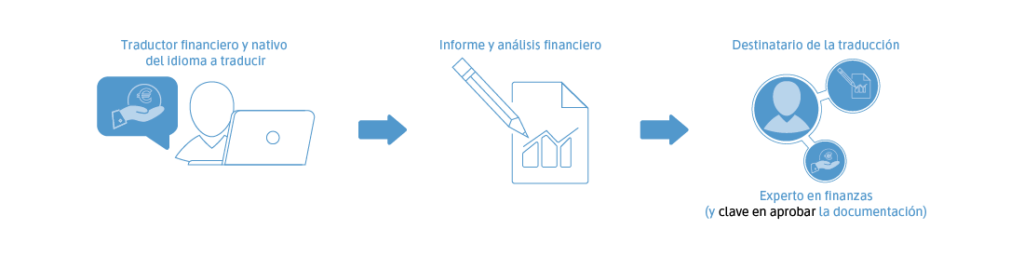 Traductor financiero y nativo
del idioma a traducir
Informe y análisis financiero
Destinatario de la traducción
Experto en finanzas
(y clave en aprobar la documentación)